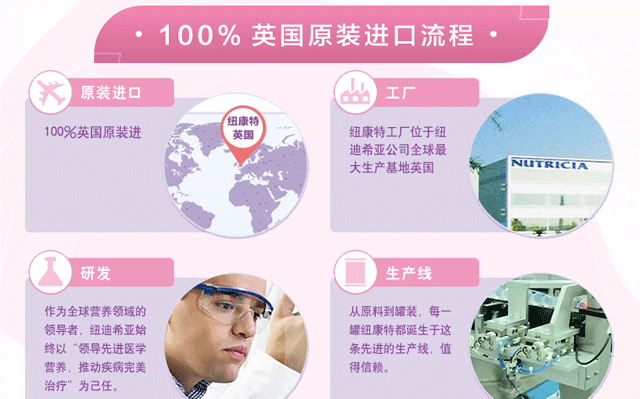 100% 英国原装进口流程
原装进口
100%英国原装进
纽康特
英国
工厂
纽康特工厂位于纽
迪希亚公司全球最
大生产基地英国
NUTRICIA
研发
作为全球营养领域的
领导者，纽迪希亚始
终以“领导先进医学
营养，推动疾病完美
治疗”为己任。
生产线
从原料到罐装，每一
罐纽康特都诞生于这
条先进的生产线，值
得信赖。